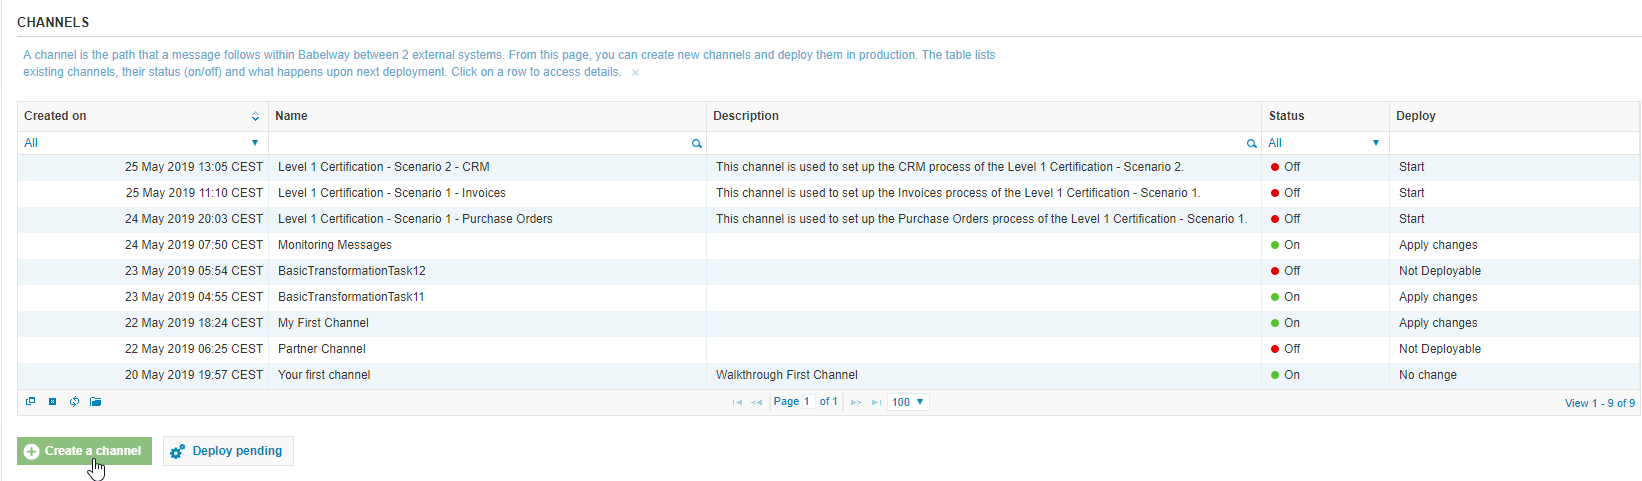 CHANNELS
A channel is the path that a message follows within Babelway between 2 external systems. From this page, you can create new channels and deploy them in production. The table lists
existing channels, their status (on/off) and what happens upon next deployment. Click on a row to access details. ×
Created on Name Description Status Deploy
All All
25 May 2019 13:05 CEST Level 1 Certification - Scenario 2 - CRM This channel is used to set up the CRM process of the Level 1 Certification - Scenario 2. Off Start
25 May 2019 11:10 CEST Level 1 Certification - Scenario 1 - Invoices This channel is used to set up the Invoices process of the Level 1 Certification - Scenario 1. Off Start
24 May 2019 20:03 CEST Level 1 Certification - Scenario 1 - Purchase Orders This channel is used to set up the Purchase Orders process of the Level 1 Certification - Scenario 1. Off Start
24 May 2019 07:50 CEST Monitoring Messages On Apply changes
23 May 2019 05:54 CEST BasicTransformationTask12 Off Not Deployable
23 May 2019 04:55 CEST BasicTransformationTask11 On Apply changes
22 May 2019 18:24 CEST My First Channel On Apply changes
22 May 2019 06:25 CEST Partner Channel Off Not Deployable
20 May 2019 19:57 CEST Your first channel Walkthrough First Channel On No change
Page 1 of 1 100 View 1 - 9 of 9
Create a channel Deploy pending